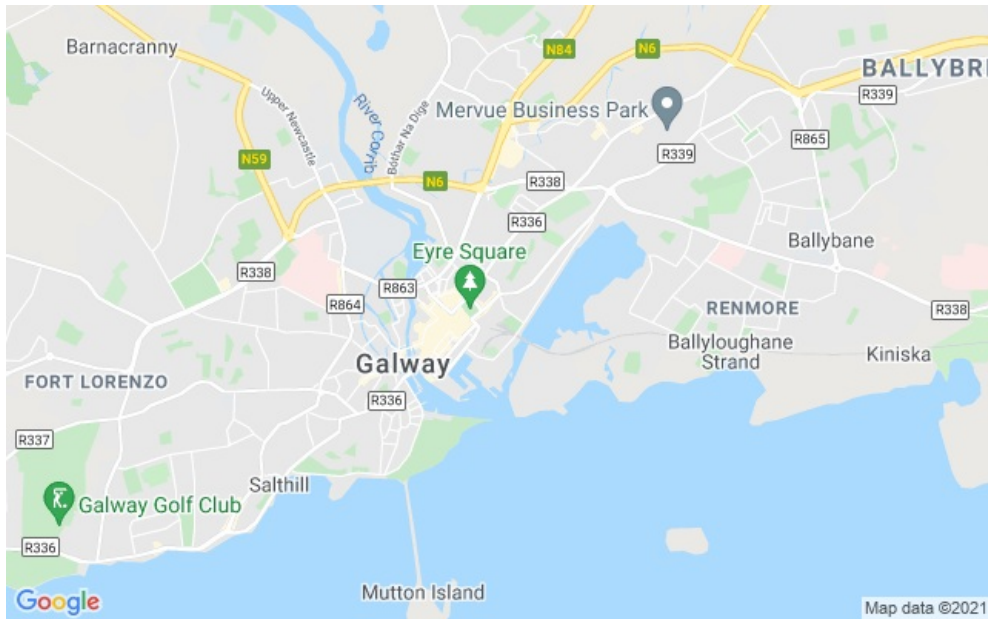 Barnacranny
N84
N6
BALLYBRI
R339
Upper Newcastle
River Corrib
Bóthar Na Dige
Mervue Business Park
R339
R865
N59
N6
R338
R336
Eyre Square
Ballybane
R338
R863
R864
RENMORE
R338
Ballyloughane
Strand
Kiniska
Galway
FORT LORENZO
R336
R337
Salthill
Galway Golf Club
R336
Mutton Island
Google
Map data ©2021